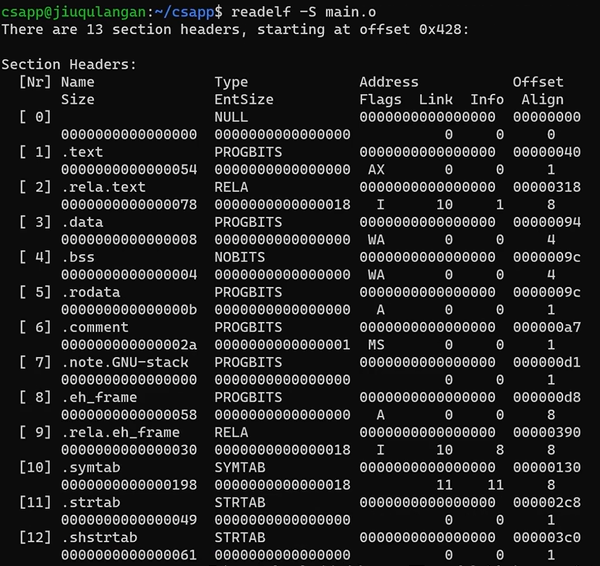 csapp@jiuqulangan:~/csapp$ readelf -S main.o
There are 13 section headers, starting at offset 0x428:
Section Headers:
  [Nr] Name              Type             Address           Offset
       Size              EntSize          Flags  Link  Info  Align
  [ 0]                   NULL             0000000000000000  00000000
       0000000000000000  0000000000000000           0     0     0
  [ 1] .text             PROGBITS         0000000000000000  00000040
       0000000000000054  0000000000000000  AX       0     0     1
  [ 2] .rela.text        RELA             0000000000000000  00000318
       0000000000000078  0000000000000018   I      10     1     8
  [ 3] .data             PROGBITS         0000000000000000  00000094
       0000000000000008  0000000000000000  WA       0     0     4
  [ 4] .bss              NOBITS           0000000000000000  0000009c
       0000000000000004  0000000000000000  WA       0     0     4
  [ 5] .rodata           PROGBITS         0000000000000000  0000009c
       000000000000000b  0000000000000000   A       0     0     1
  [ 6] .comment          PROGBITS         0000000000000000  000000a7
       000000000000002a  0000000000000001  MS       0     0     1
  [ 7] .note.GNU-stack   PROGBITS         0000000000000000  000000d1
       0000000000000000  0000000000000000           0     0     1
  [ 8] .eh_frame         PROGBITS         0000000000000000  000000d8
       0000000000000058  0000000000000000   A       0     0     8
  [ 9] .rela.eh_frame    RELA             0000000000000000  00000390
       0000000000000030  0000000000000018   I      10     8     8
  [10] .symtab           SYMTAB           0000000000000000  00000130
       0000000000000198  0000000000000018          11    11     8
  [11] .strtab           STRTAB           0000000000000000  000002c8
       0000000000000049  0000000000000000           0     0     1
  [12] .shstrtab         STRTAB           0000000000000000  000003c0
       0000000000000061  0000000000000000           0     0     1